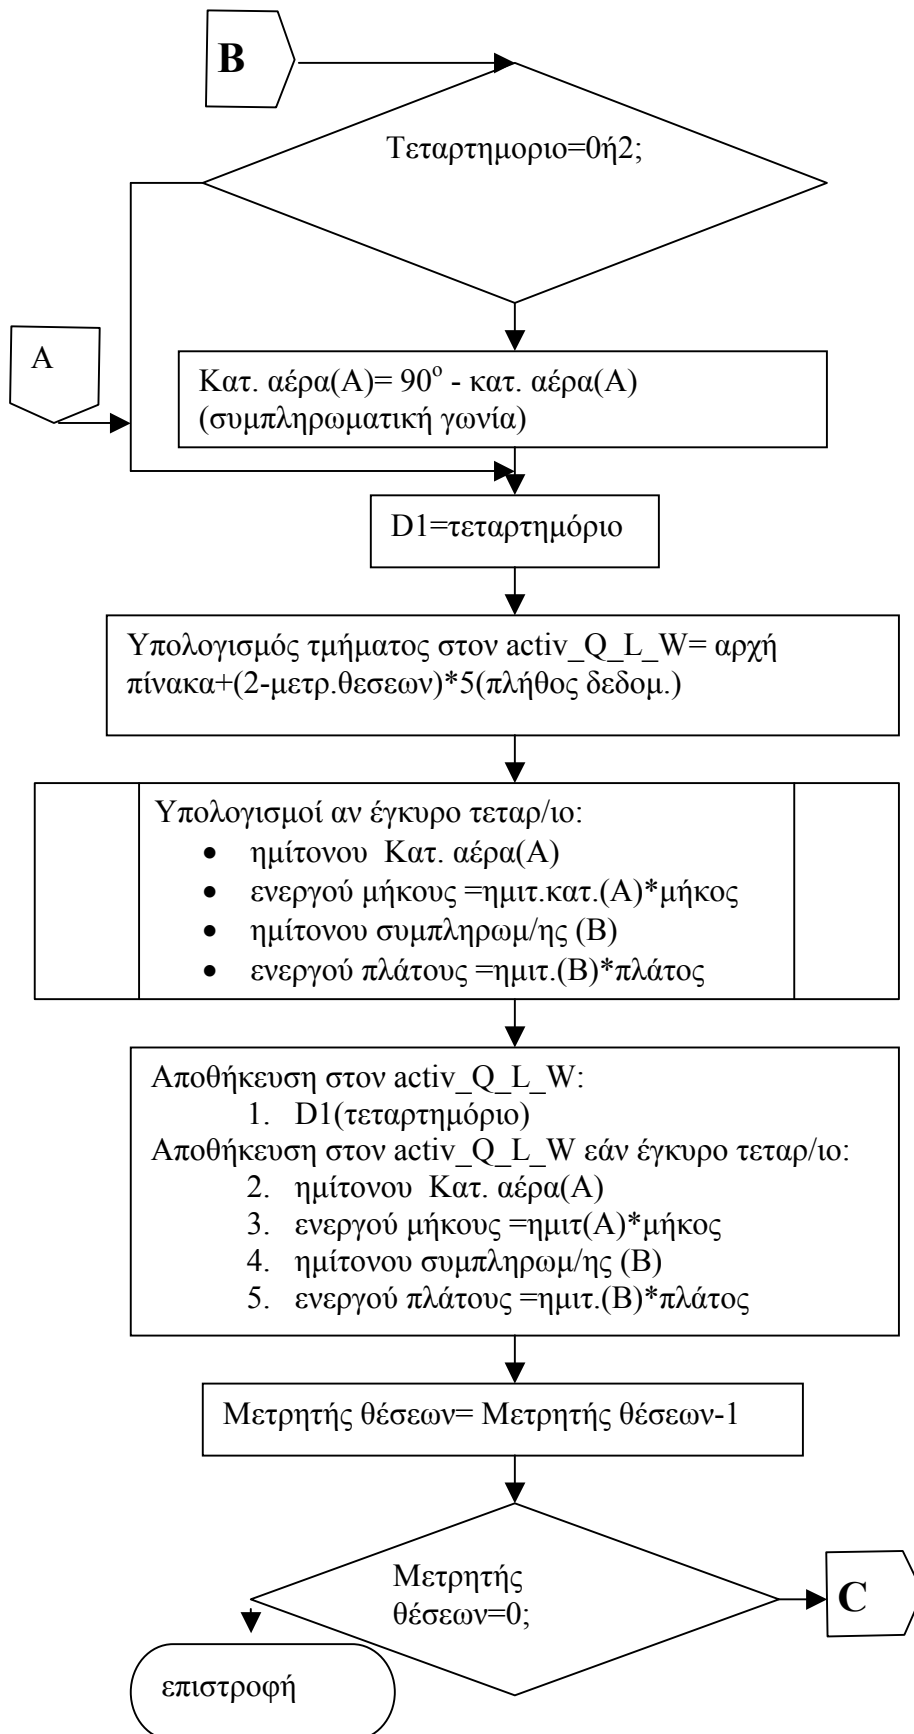 B
Τεταρτημοριο=0ή2;
A
Κατ. αέρα(Α)= 90ο - κατ. αέρα(Α)
(συμπληρωματική γωνία)
D1=τεταρτημόριο
Υπολογισμός τμήματος στον activ_Q_L_W= αρχή
πίνακα+(2-μετρ.θεσεων)*5(πλήθος δεδομ.)
Υπολογισμοί αν έγκυρο τεταρ/ιο:
• ημίτονου Κατ. αέρα(Α)
• ενεργού μήκους =ημιτ.κατ.(Α)*μήκος
• ημίτονου συμπληρωμ/ης (Β)
• ενεργού πλάτους =ημιτ.(Β)*πλάτος
Αποθήκευση στον activ_Q_L_W:
1. D1(τεταρτημόριο)
Αποθήκευση στον activ_Q_L_W εάν έγκυρο τεταρ/ιο:
2. ημίτονου Κατ. αέρα(Α)
3. ενεργού μήκους =ημιτ(Α)*μήκος
4. ημίτονου συμπληρωμ/ης (Β)
5. ενεργού πλάτους =ημιτ.(Β)*πλάτος
Μετρητής θέσεων= Μετρητής θέσεων-1
Μετρητής
θέσεων=0;
C
επιστροφή